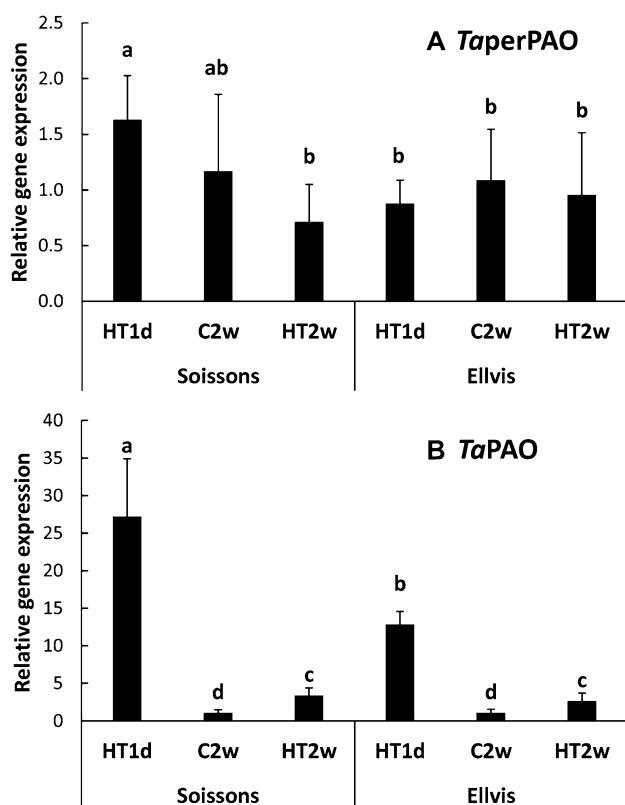 A TaperPAO
Relative gene expression
2.5
2.0
1.5
1.0
0.5
0.0
a
ab
b
b
b
b
HT1d C2w HT2w HT1d C2w HT2w
Soissons Ellvis
B TaPAO
Relative gene expression
40
35
30
25
20
15
10
5
0
a
d
c
b
d
c
HT1d C2w HT2w HT1d C2w HT2w
Soissons Ellvis